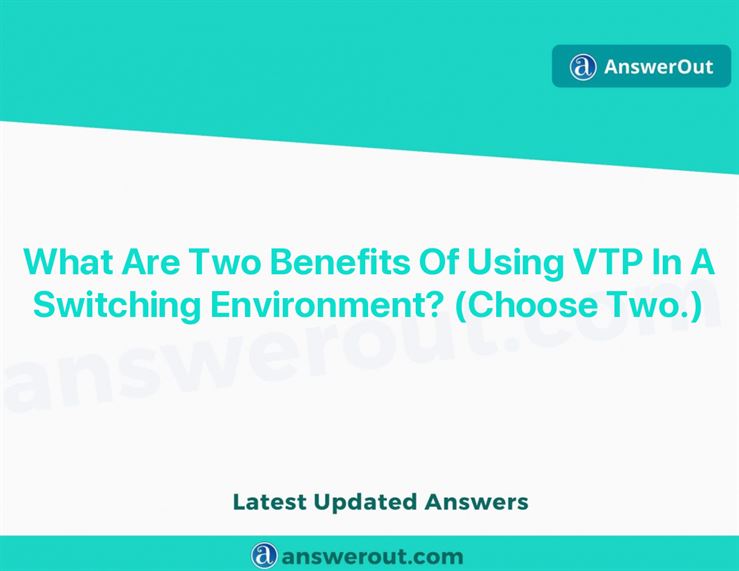 AnswerOut
What Are Two Benefits Of Using VTP In A
Switching Environment? (Choose Two.)
answerout.com
Latest Updated Answers
answerout.com